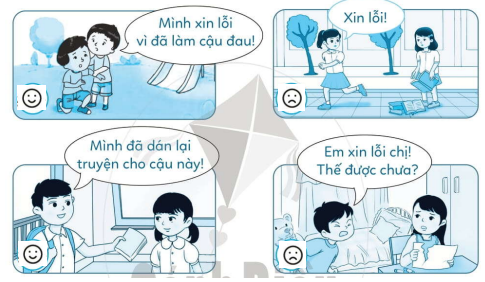 Mình xin lỗi
vì đã làm cậu đau!
Xin lỗi!
Mình đã dán lại
truyện cho cậu này!
Em xin lỗi chị!
Thế được chưa?